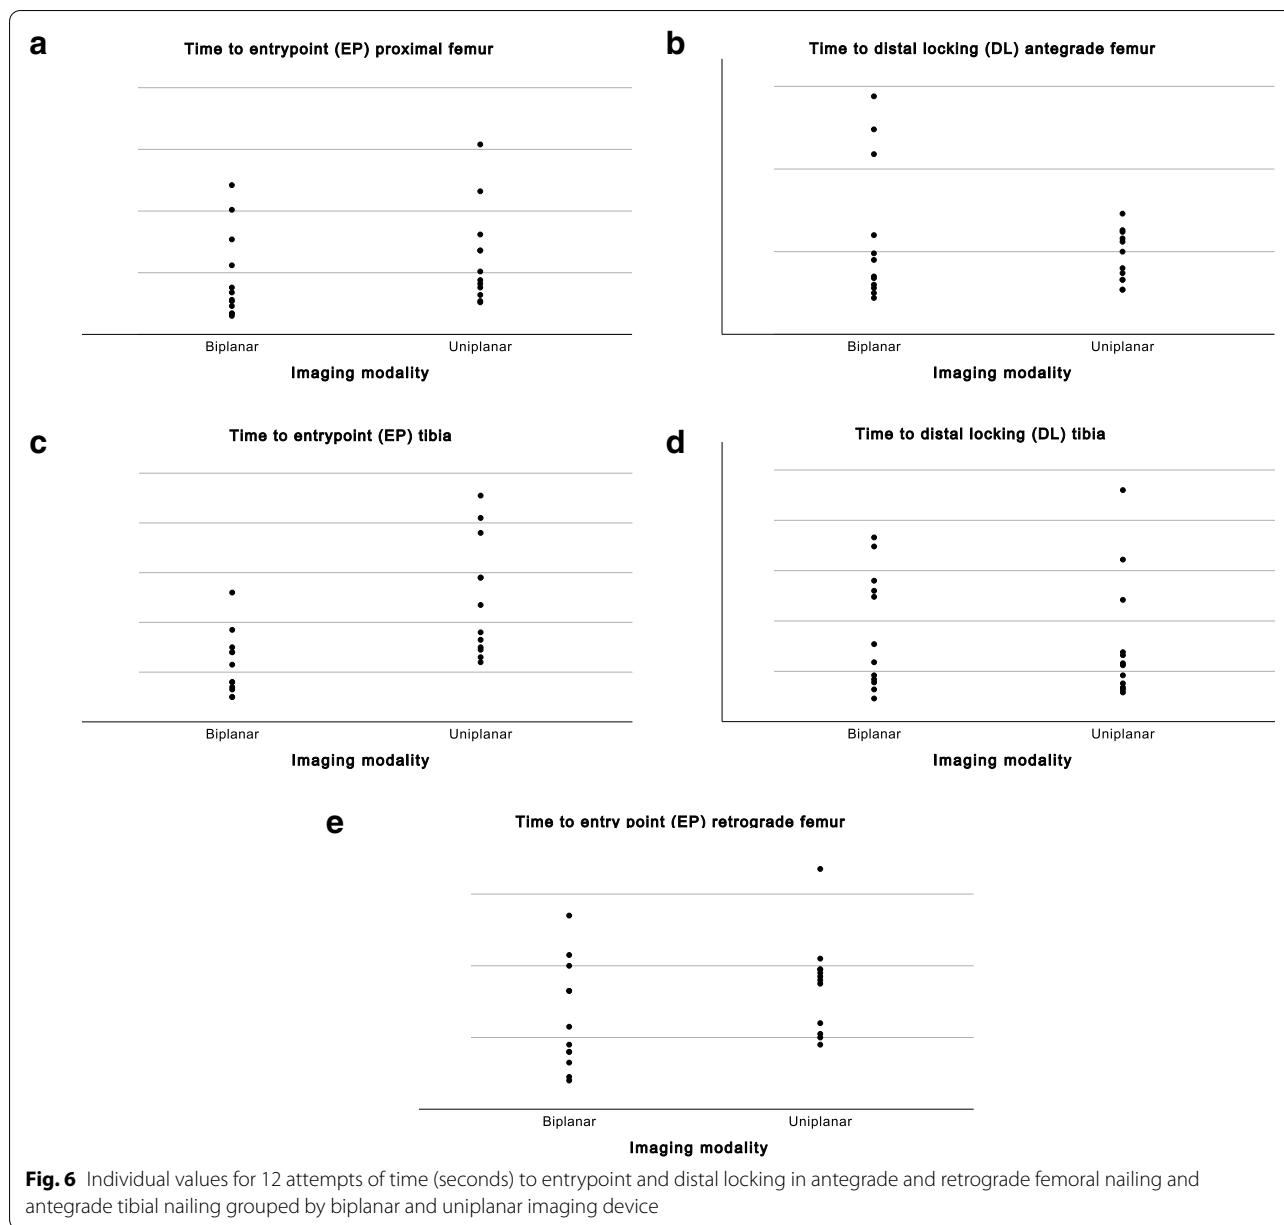 a
Time to entrypoint (EP) proximal femur
Biplanar
Uniplanar
Imaging modality
b
Time to distal locking (DL) antegrade femur
Biplanar
Uniplanar
Imaging modality
c
Time to entrypoint (EP) tibia
Biplanar
Uniplanar
Imaging modality
d
Time to distal locking (DL) tibia
Biplanar
Uniplanar
Imaging modality
e
Time to entry point (EP) retrograde femur
Biplanar
Uniplanar
Imaging modality
Fig. 6 Individual values for 12 attempts of time (seconds) to entrypoint and distal locking in antegrade and retrograde femoral nailing and
antegrade tibial nailing grouped by biplanar and uniplanar imaging device